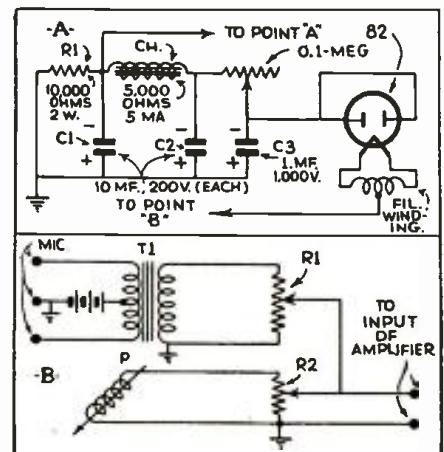 -A-
R1
10,000
OHMS
2 W.
CH.
5,000
OHMS
5 MA
TO POINT "A"
0.1-MEG
82
C1
-
+
C2
-
+
-
+
C3
1. MF.
1,000V.
10 MF., 200V. (EACH)
TO POINT
"B"
FIL.
WIND-
ING.
MIC
T1
R1
TO
INPUT
OF
AMPLIFIER
-B-
P
R2